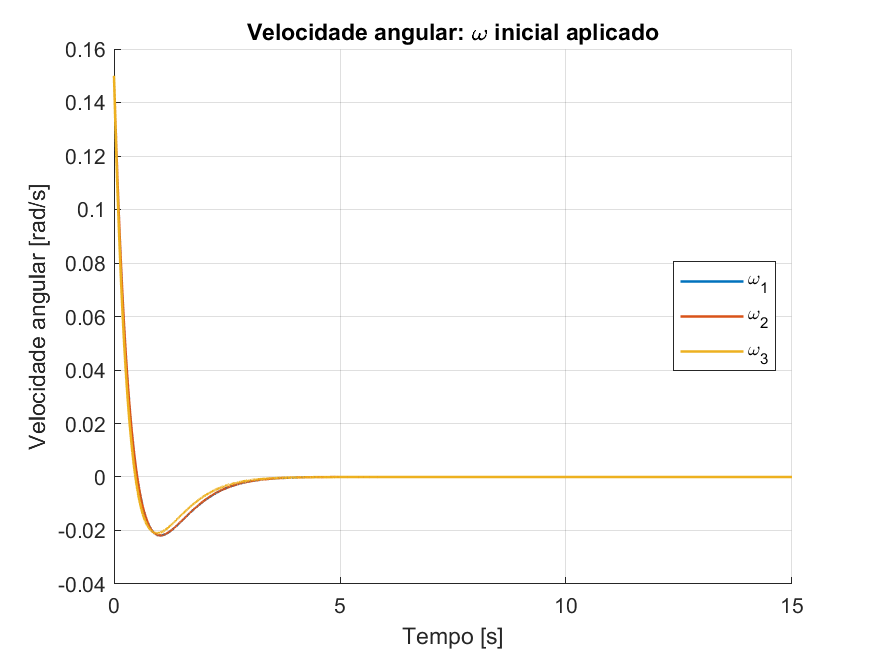 Velocidade angular: ω inicial aplicado
0.16
0.14
0.12
0.1
0.08
0.06
0.04
0.02
0
-0.02
-0.04
Velocidade angular [rad/s]
ω1
ω2
ω3
0 5 10 15
Tempo [s]